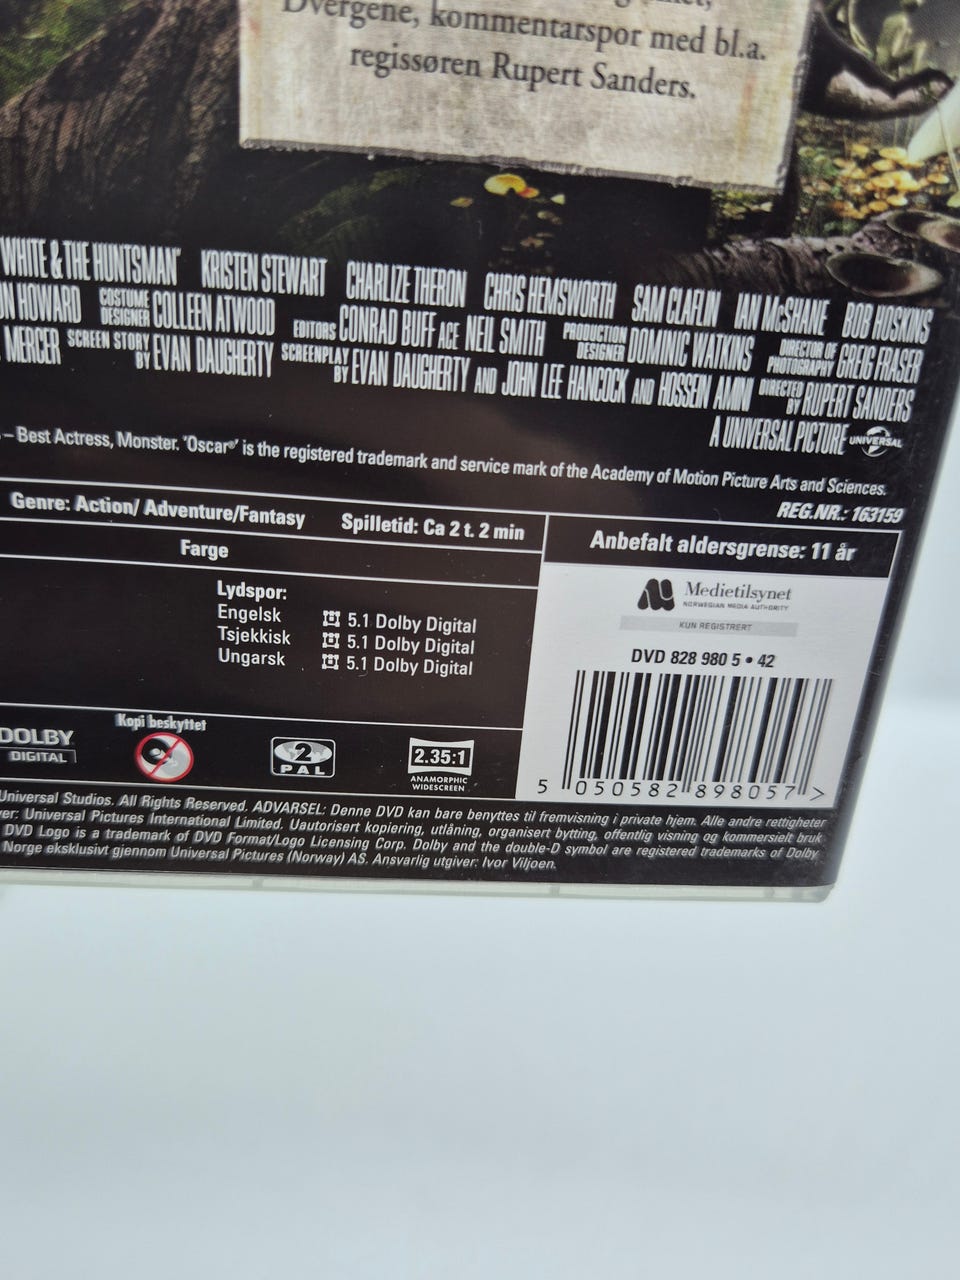 Dvergene, kommentarspor med bl.a.
regissøren Rupert Sanders.
WHITE & THE HUNTSMAN" KRISTEN STEWART CHARLIZE THERON CHRIS HEMSWORTH SAM CLAFLIN IAN McSHANE BOB HOSKINS
HOWARD COSTUME DESIGNER COLLEEN ATWOOD EDITORS CONRAD BUFF ACE NEIL SMITH PRODUCTION DESIGNER DOMINIC WATKINS DIRECTOR OF PHOTOGRAPHY GREIG FRASER
MERCER SCREEN STORY BY EVAN DAUGHERTY SCREENPLAY BY EVAN DAUGHERTY AND JOHN LEE HANCOCK AND HOSSEIN AMINI DIRECTED BY RUPERT SANDERS
A UNIVERSAL PICTURE UNIVERSAL
– Best Actress, Monster. 'Oscar®' is the registered trademark and service mark of the Academy of Motion Picture Arts and Sciences.
REG.NR.: 163159
Genre: Action/ Adventure/Fantasy Spilletid: Ca 2 t. 2 min
Anbefalt aldersgrense: 11 år
Farge
Lydspor:
Engelsk 5.1 Dolby Digital
Tsjekkisk 5.1 Dolby Digital
Ungarsk 5.1 Dolby Digital
Medietilsynet
NORWEGIAN MEDIA AUTHORITY
KUN REGISTRERT
DVD 828 980 5 • 42
5 050582 898057 >
DOLBY
DIGITAL
Kopi beskyttet
2
PAL
2.35:1
ANAMORPHIC
WIDESCREEN
Universal Studios. All Rights Reserved. ADVARSEL: Denne DVD kan bare benyttes til fremvisning i private hjem. Alle andre rettigheter
ver: Universal Pictures International Limited. Uautorisert kopiering, utlåning, organisert bytting, offentlig visning og kommersielt bruk
DVD Logo is a trademark of DVD Format/Logo Licensing Corp. Dolby and the double-D symbol are registered trademarks of Dolby
Norge eksklusivt gjennom Universal Pictures (Norway) AS. Ansvarlig utgiver: Ivor Viljoen.